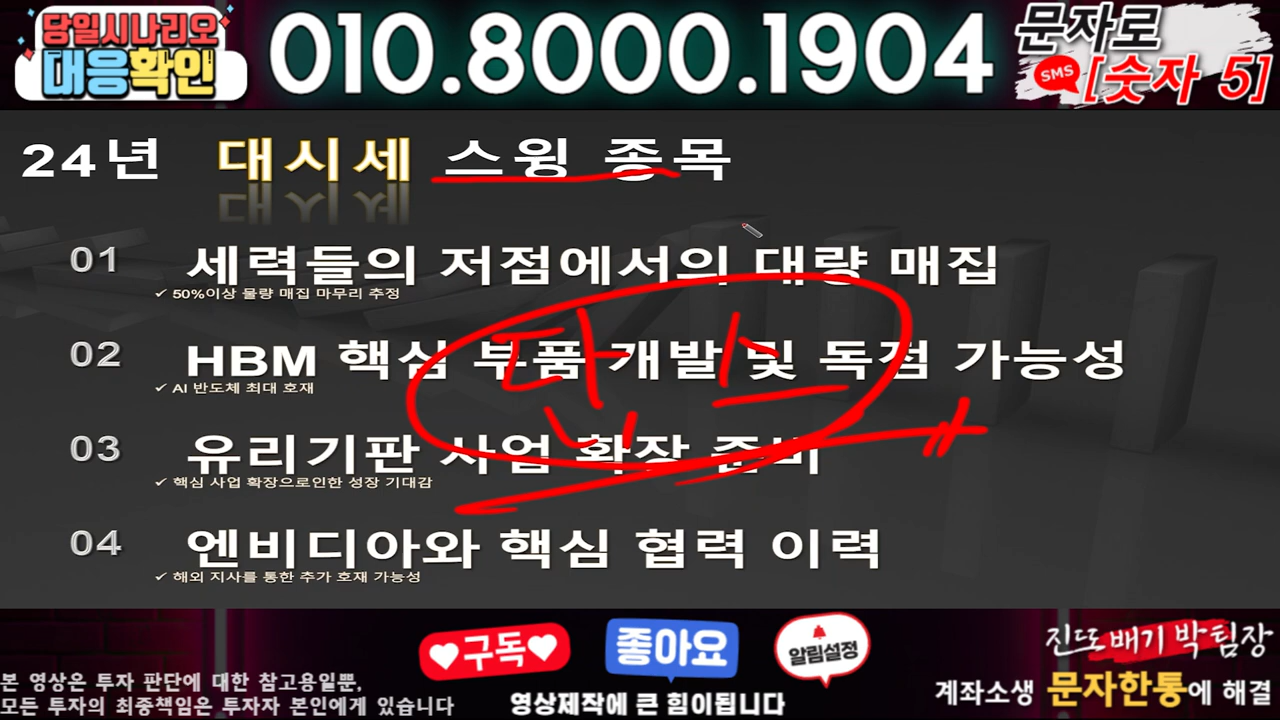 당일시나리오
대응확인
010.8000.1904
문자로
SMS [숫자 5]
24년 대시세 스윙 종목
01 세력들의 저점에서의 대량 매집
✓ 50%이상 물량 매집 마무리 추정
02 HBM 핵심 부품 개발 및 독점 가능성
✓ AI 반도체 최대 호재
03 유리기판 사업 확장 준비
✓ 핵심 사업 확장으로인한 성장 기대감
04 엔비디아와 핵심 협력 이력
✓ 해외 지사를 통한 추가 호재 가능성
구독
좋아요
알림설정
영상제작에 큰 힘이됩니다
본 영상은 투자 판단에 대한 참고용일뿐,
모든 투자의 최종책임은 투자자 본인에게 있습니다
진또배기 박팀장
계좌소생 문자한통에 해결